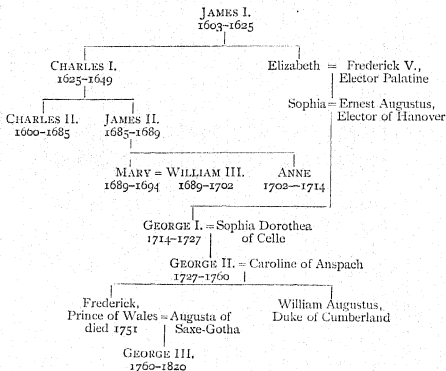 JAMES I.
1603–1625
CHARLES I.
1625–1649
Elizabeth = Frederick V.,
Elector Palatine
CHARLES II.
1660–1685
JAMES II.
1685–1689
Sophia = Ernest Augustus,
Elector of Hanover
MARY = WILLIAM III.
1689–1694 1689–1702
ANNE
1702—1714
GEORGE I. = Sophia Dorothea
1714–1727 of Celle
GEORGE II. = Caroline of Anspach
1727–1760
Frederick,
Prince of Wales = Augusta of
died 1751 Saxe-Gotha
William Augustus,
Duke of Cumberland
GEORGE III.
1760–1820